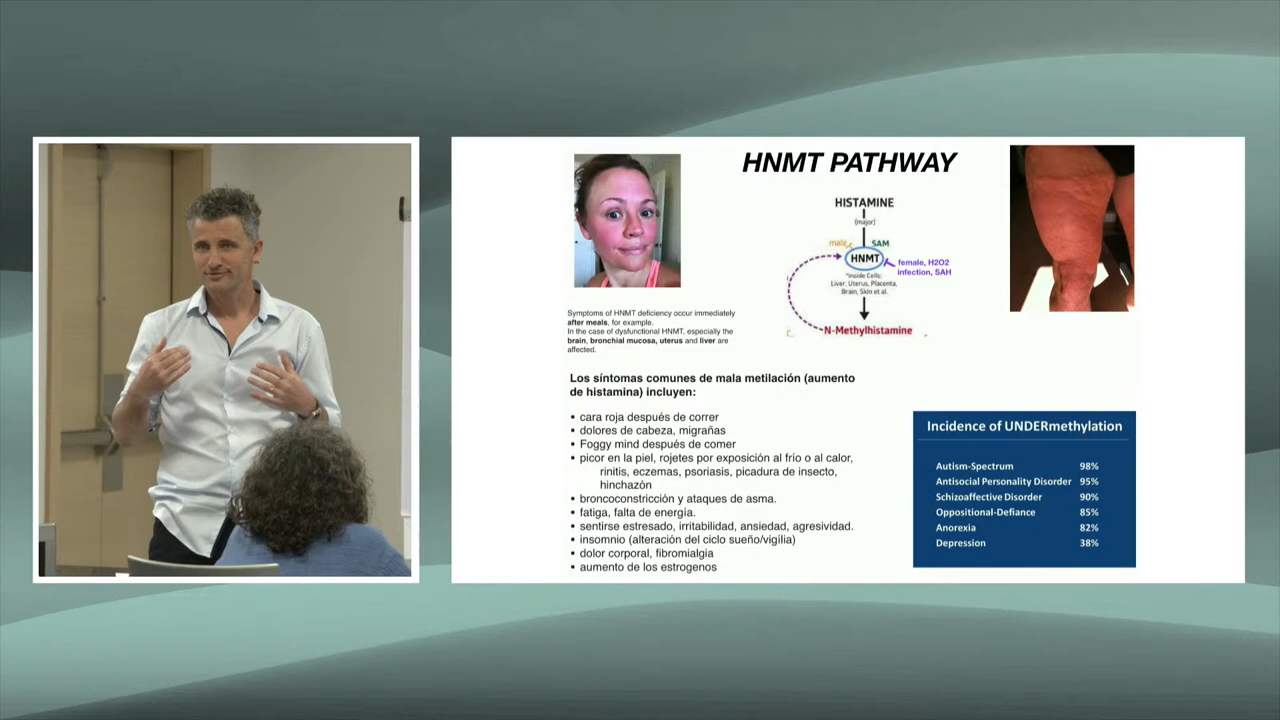 HNMT PATHWAY
HISTAMINE
(major)
male
SAM
HNMT
female, H2O2
infection, SAH
*Inside Cells:
Liver, Uterus, Placenta,
Brain, Skin et al.
N-Methylhistamine
Symptoms of HNMT deficiency occur immediately
after meals, for example.
In the case of dysfunctional HNMT, especially the
brain, bronchial mucosa, uterus and liver are
affected.
Los síntomas comunes de mala metilación (aumento
de histamina) incluyen:
• cara roja después de correr
• dolores de cabeza, migrañas
• Foggy mind después de comer
• picor en la piel, rojetes por exposición al frio o al calor,
rinitis, eczemas, psoriasis, picadura de insecto,
hinchazón
• broncoconstricción y ataques de asma.
• fatiga, falta de energía.
• sentirse estresado, irritabilidad, ansiedad, agresividad.
• insomnio (alteración del ciclo sueño/vigilia)
• dolor corporal, fibromialgia
• aumento de los estrogenos
Incidence of UNDERmethylation
Autism-Spectrum 98%
Antisocial Personality Disorder 95%
Schizoaffective Disorder 90%
Oppositional-Defiance 85%
Anorexia 82%
Depression 38%